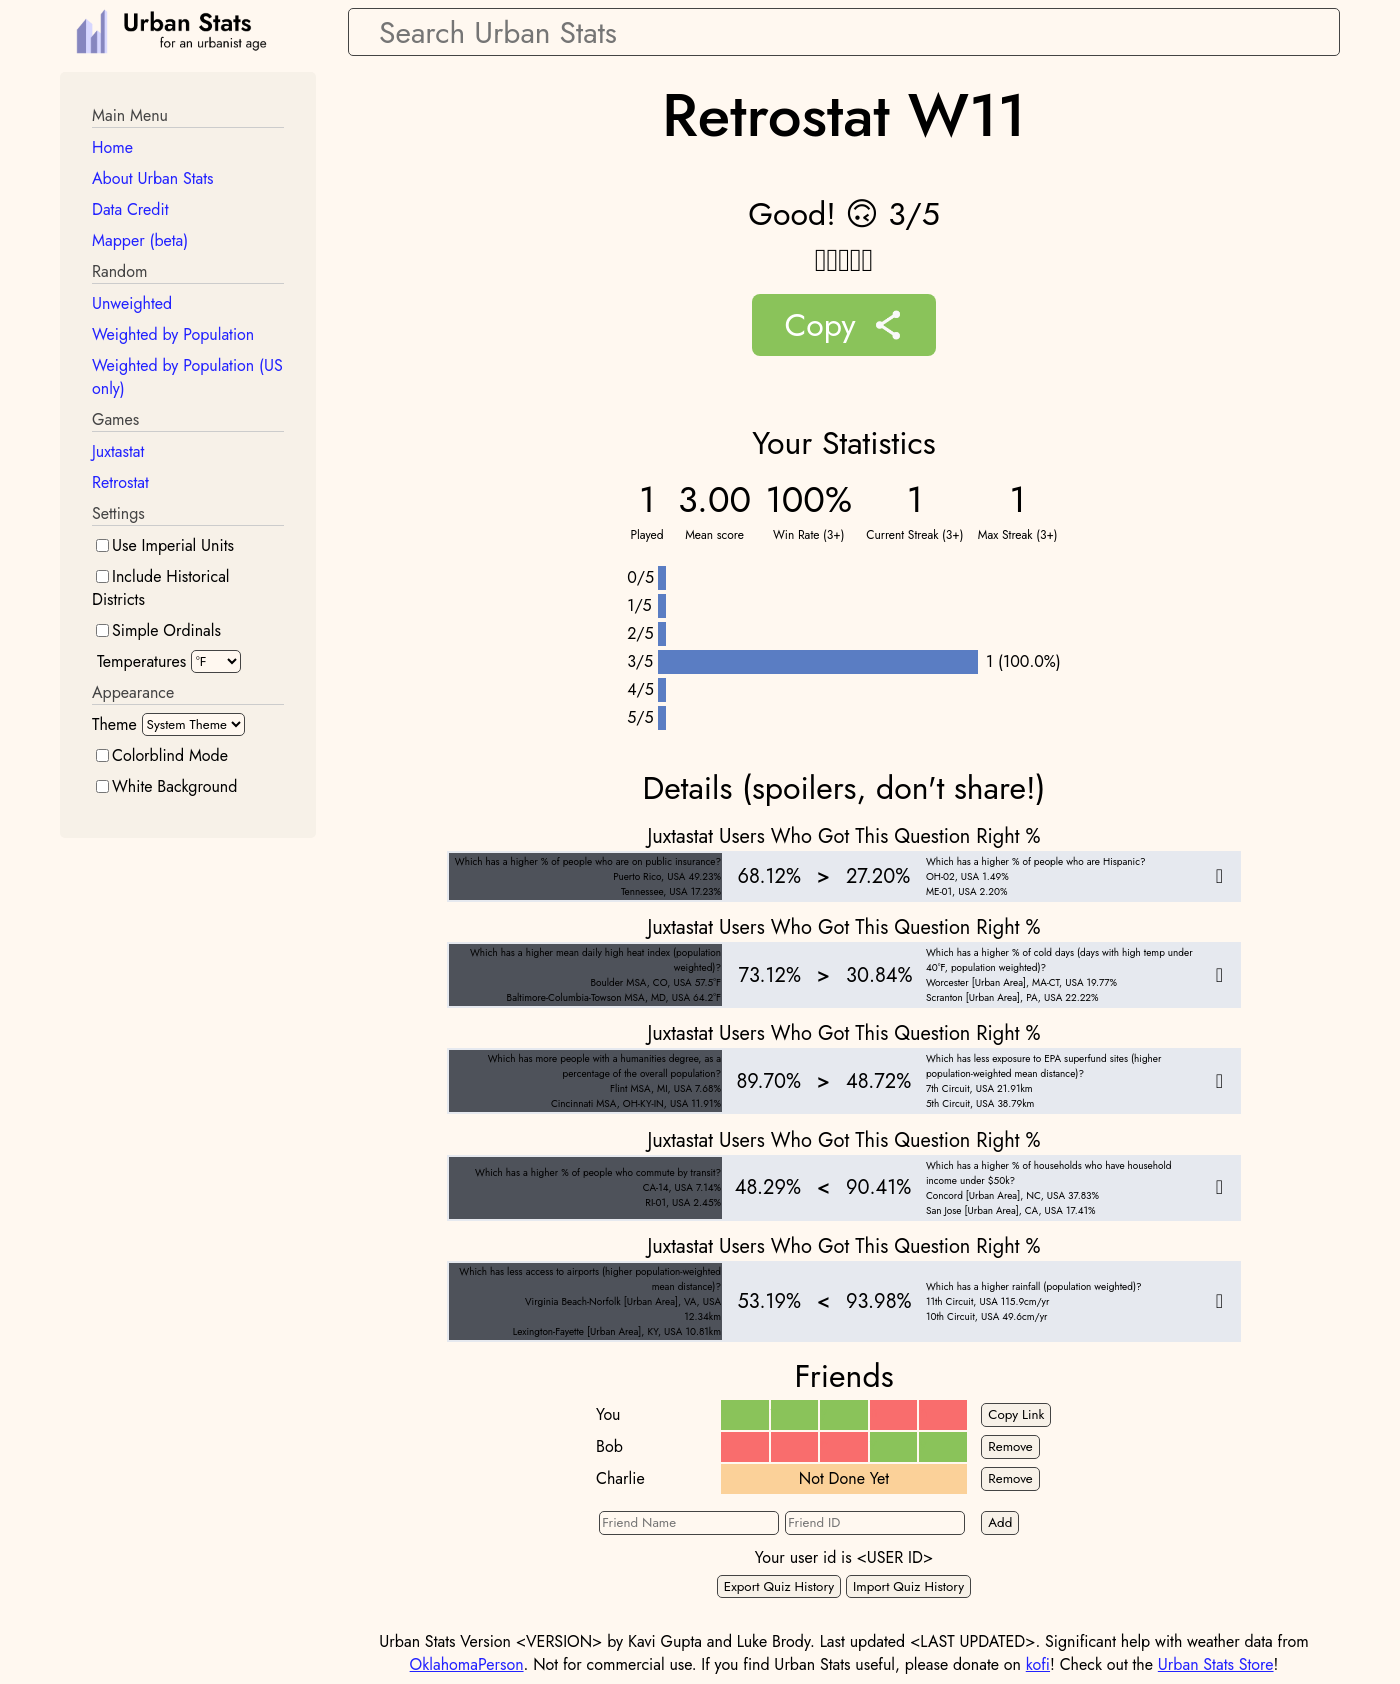 Urban Stats
for an urbanist age
Search Urban Stats
Main Menu
Home
About Urban Stats
Data Credit
Mapper (beta)
Random
Unweighted
Weighted by Population
Weighted by Population (US
only)
Games
Juxtastat
Retrostat
Settings
Use Imperial Units
Include Historical
Districts
Simple Ordinals
Temperatures °F
Appearance
Theme System Theme
Colorblind Mode
White Background
Retrostat W11
Good! 🙃 3/5
Copy
Your Statistics
1 3.00 100% 1 1
Played Mean score Win Rate (3+) Current Streak (3+) Max Streak (3+)
0/5
1/5
2/5
3/5 1 (100.0%)
4/5
5/5
Details (spoilers, don't share!)
Juxtastat Users Who Got This Question Right %
Which has a higher % of people who are on public insurance?
Puerto Rico, USA 49.23%
Tennessee, USA 17.23%
68.12% > 27.20%
Which has a higher % of people who are Hispanic?
OH-02, USA 1.49%
ME-01, USA 2.20%
Juxtastat Users Who Got This Question Right %
Which has a higher mean daily high heat index (population
weighted)?
Boulder MSA, CO, USA 57.5°F
Baltimore-Columbia-Towson MSA, MD, USA 64.2°F
73.12% > 30.84%
Which has a higher % of cold days (days with high temp under
40°F, population weighted)?
Worcester [Urban Area], MA-CT, USA 19.77%
Scranton [Urban Area], PA, USA 22.22%
Juxtastat Users Who Got This Question Right %
Which has more people with a humanities degree, as a
percentage of the overall population?
Flint MSA, MI, USA 7.68%
Cincinnati MSA, OH-KY-IN, USA 11.91%
89.70% > 48.72%
Which has less exposure to EPA superfund sites (higher
population-weighted mean distance)?
7th Circuit, USA 21.91km
5th Circuit, USA 38.79km
Juxtastat Users Who Got This Question Right %
Which has a higher % of people who commute by transit?
CA-14, USA 7.14%
RI-01, USA 2.45%
48.29% < 90.41%
Which has a higher % of households who have household
income under $50k?
Concord [Urban Area], NC, USA 37.83%
San Jose [Urban Area], CA, USA 17.41%
Juxtastat Users Who Got This Question Right %
Which has less access to airports (higher population-weighted
mean distance)?
Virginia Beach-Norfolk [Urban Area], VA, USA
12.34km
Lexington-Fayette [Urban Area], KY, USA 10.81km
53.19% < 93.98%
Which has a higher rainfall (population weighted)?
11th Circuit, USA 115.9cm/yr
10th Circuit, USA 49.6cm/yr
Friends
You Copy Link
Bob Remove
Charlie Not Done Yet Remove
Friend Name Friend ID Add
Your user id is <USER ID>
Export Quiz History Import Quiz History
Urban Stats Version <VERSION> by Kavi Gupta and Luke Brody. Last updated <LAST UPDATED>. Significant help with weather data from
OklahomaPerson. Not for commercial use. If you find Urban Stats useful, please donate on kofi! Check out the Urban Stats Store!